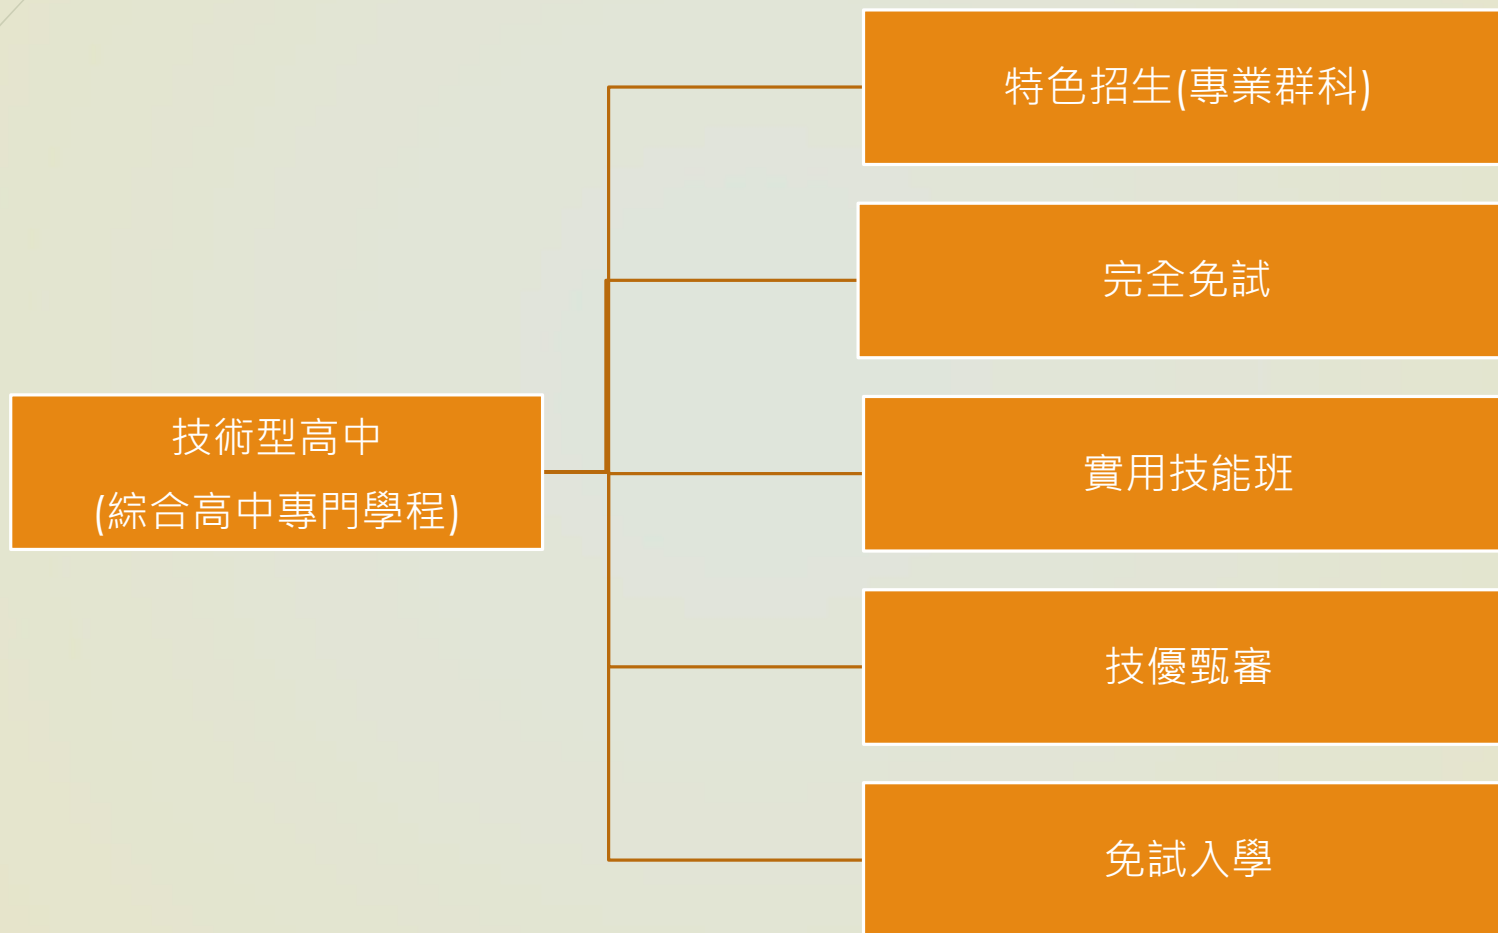 特色招生(專業群科)
完全免試
技術型高中
(綜合高中專門學程)
實用技能班
技優甄審
免試入學